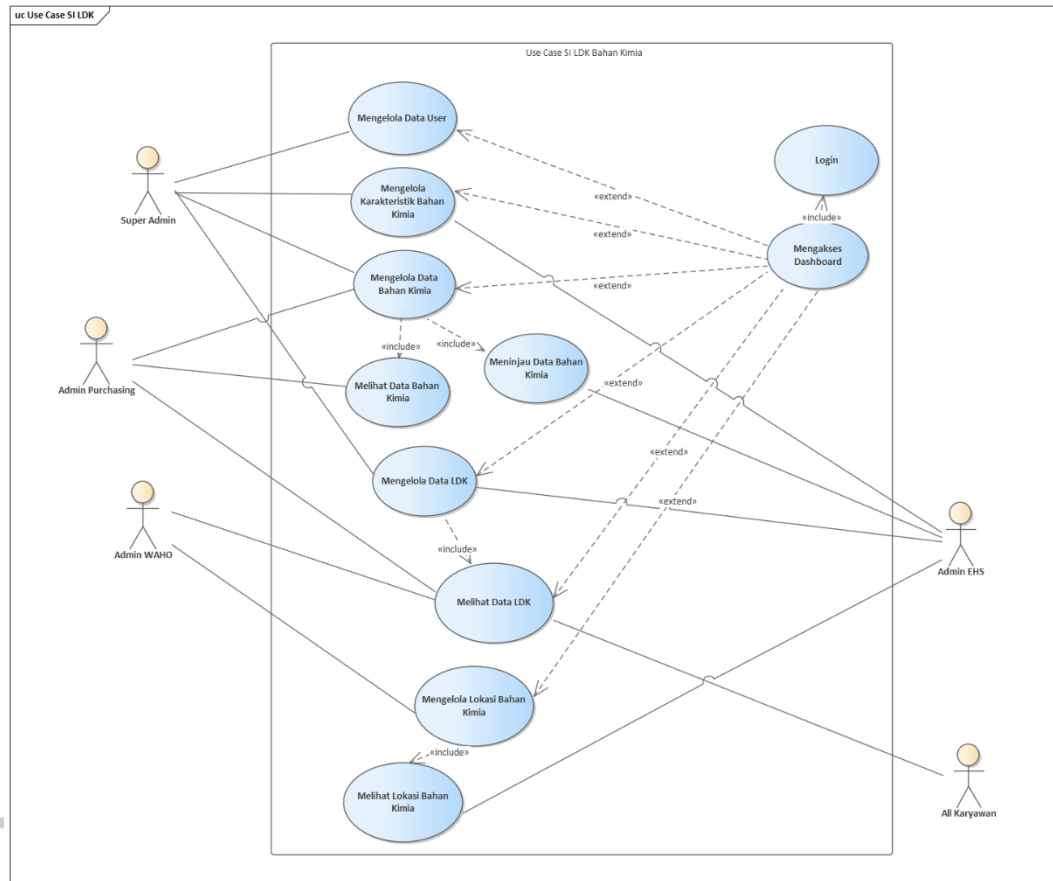 uc Use Case SI LDK
Use Case SI LDK Bahan Kimia
Mengelola Data User
Login
Super Admin
Mengelola
Karakteristik Bahan
Kimia
«extend»
«include»
«extend»
Mengakses
Dashboard
Mengelola Data
Bahan Kimia
«extend»
Admin Purchasing
«include»
«include»
Meninjau Data Bahan
Kimia
Melihat Data Bahan
Kimia
«extend»
Mengelola Data LDK
«extend»
«extend»
Admin WAHO
«include»
Admin EHS
Melihat Data LDK
Mengelola Lokasi Bahan
Kimia
«include»
Melihat Lokasi Bahan
Kimia
All Karyawan